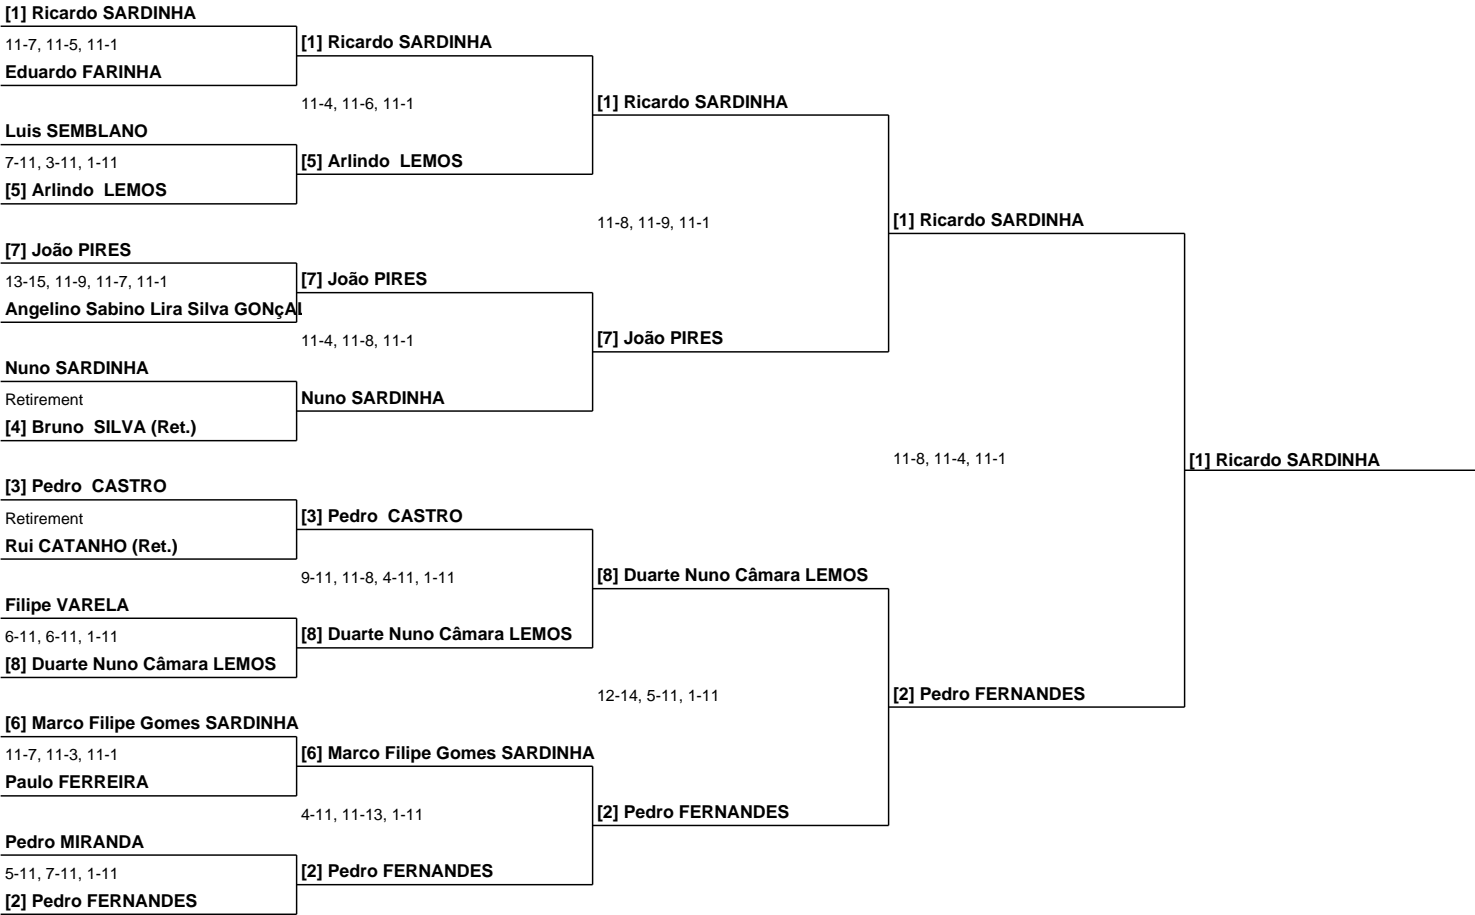 [1] Ricardo SARDINHA
11-7, 11-5, 11-1
Eduardo FARINHA
Luis SEMBLANO
7-11, 3-11, 1-11
[5] Arlindo  LEMOS
[7] João PIRES
13-15, 11-9, 11-7, 11-1
Angelino Sabino Lira Silva GONçAL
Nuno SARDINHA
Retirement
[4] Bruno  SILVA (Ret.)
[3] Pedro  CASTRO
Retirement
Rui CATANHO (Ret.)
Filipe VARELA
6-11, 6-11, 1-11
[8] Duarte Nuno Câmara LEMOS
[6] Marco Filipe Gomes SARDINHA
11-7, 11-3, 11-1
Paulo FERREIRA
Pedro MIRANDA
5-11, 7-11, 1-11
[2] Pedro FERNANDES
[1] Ricardo SARDINHA
11-4, 11-6, 11-1
[5] Arlindo  LEMOS
[7] João PIRES
11-4, 11-8, 11-1
Nuno SARDINHA
[3] Pedro  CASTRO
9-11, 11-8, 4-11, 1-11
[8] Duarte Nuno Câmara LEMOS
[6] Marco Filipe Gomes SARDINHA
4-11, 11-13, 1-11
[2] Pedro FERNANDES
[1] Ricardo SARDINHA
11-8, 11-9, 11-1
[7] João PIRES
[8] Duarte Nuno Câmara LEMOS
12-14, 5-11, 1-11
[2] Pedro FERNANDES
[1] Ricardo SARDINHA
11-8, 11-4, 11-1
[2] Pedro FERNANDES
[1] Ricardo SARDINHA